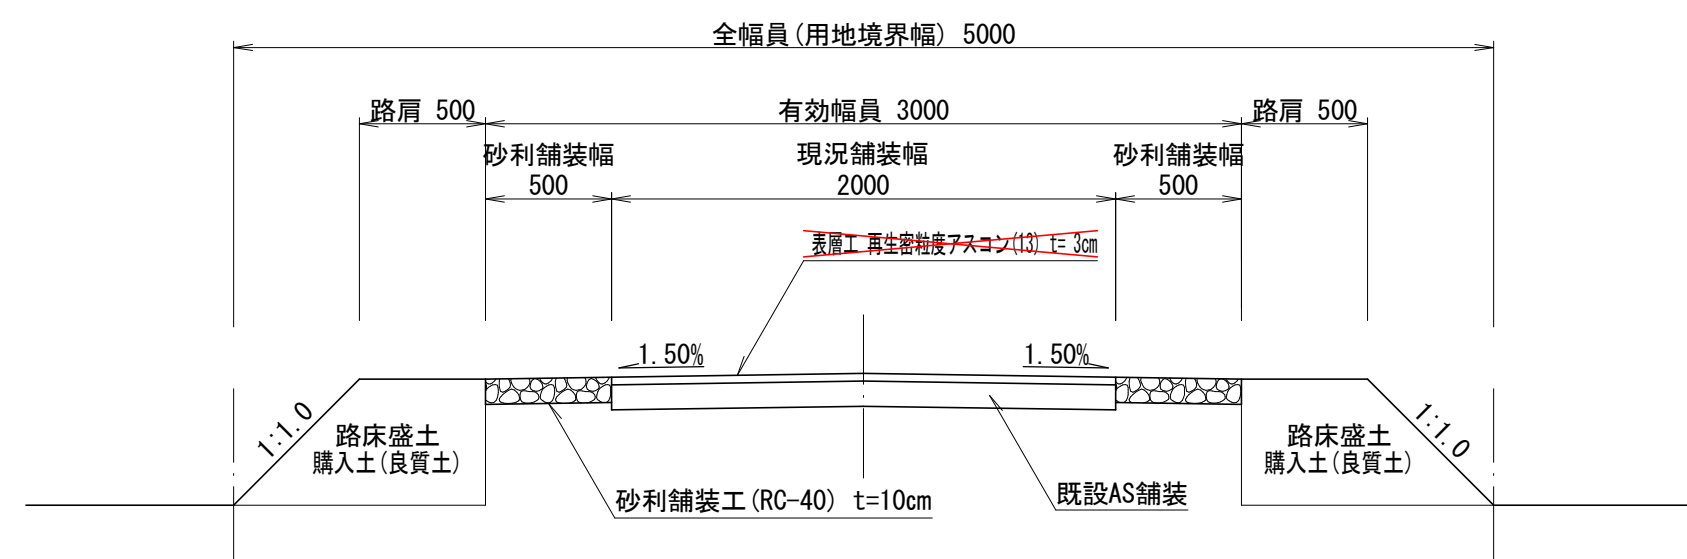 全幅員(用地境界幅) 5000
路肩 500
有効幅員 3000
路肩 500
砂利舗装幅
500
現況舗装幅
2000
砂利舗装幅
500
表層工 再生密粒度アスコン(13) t= 3cm
1.50%
1.50%
1:1.0
路床盛土
購入土(良質土)
砂利舗装工(RC-40) t=10cm
既設AS舗装
1:1.0
路床盛土
購入土(良質土)